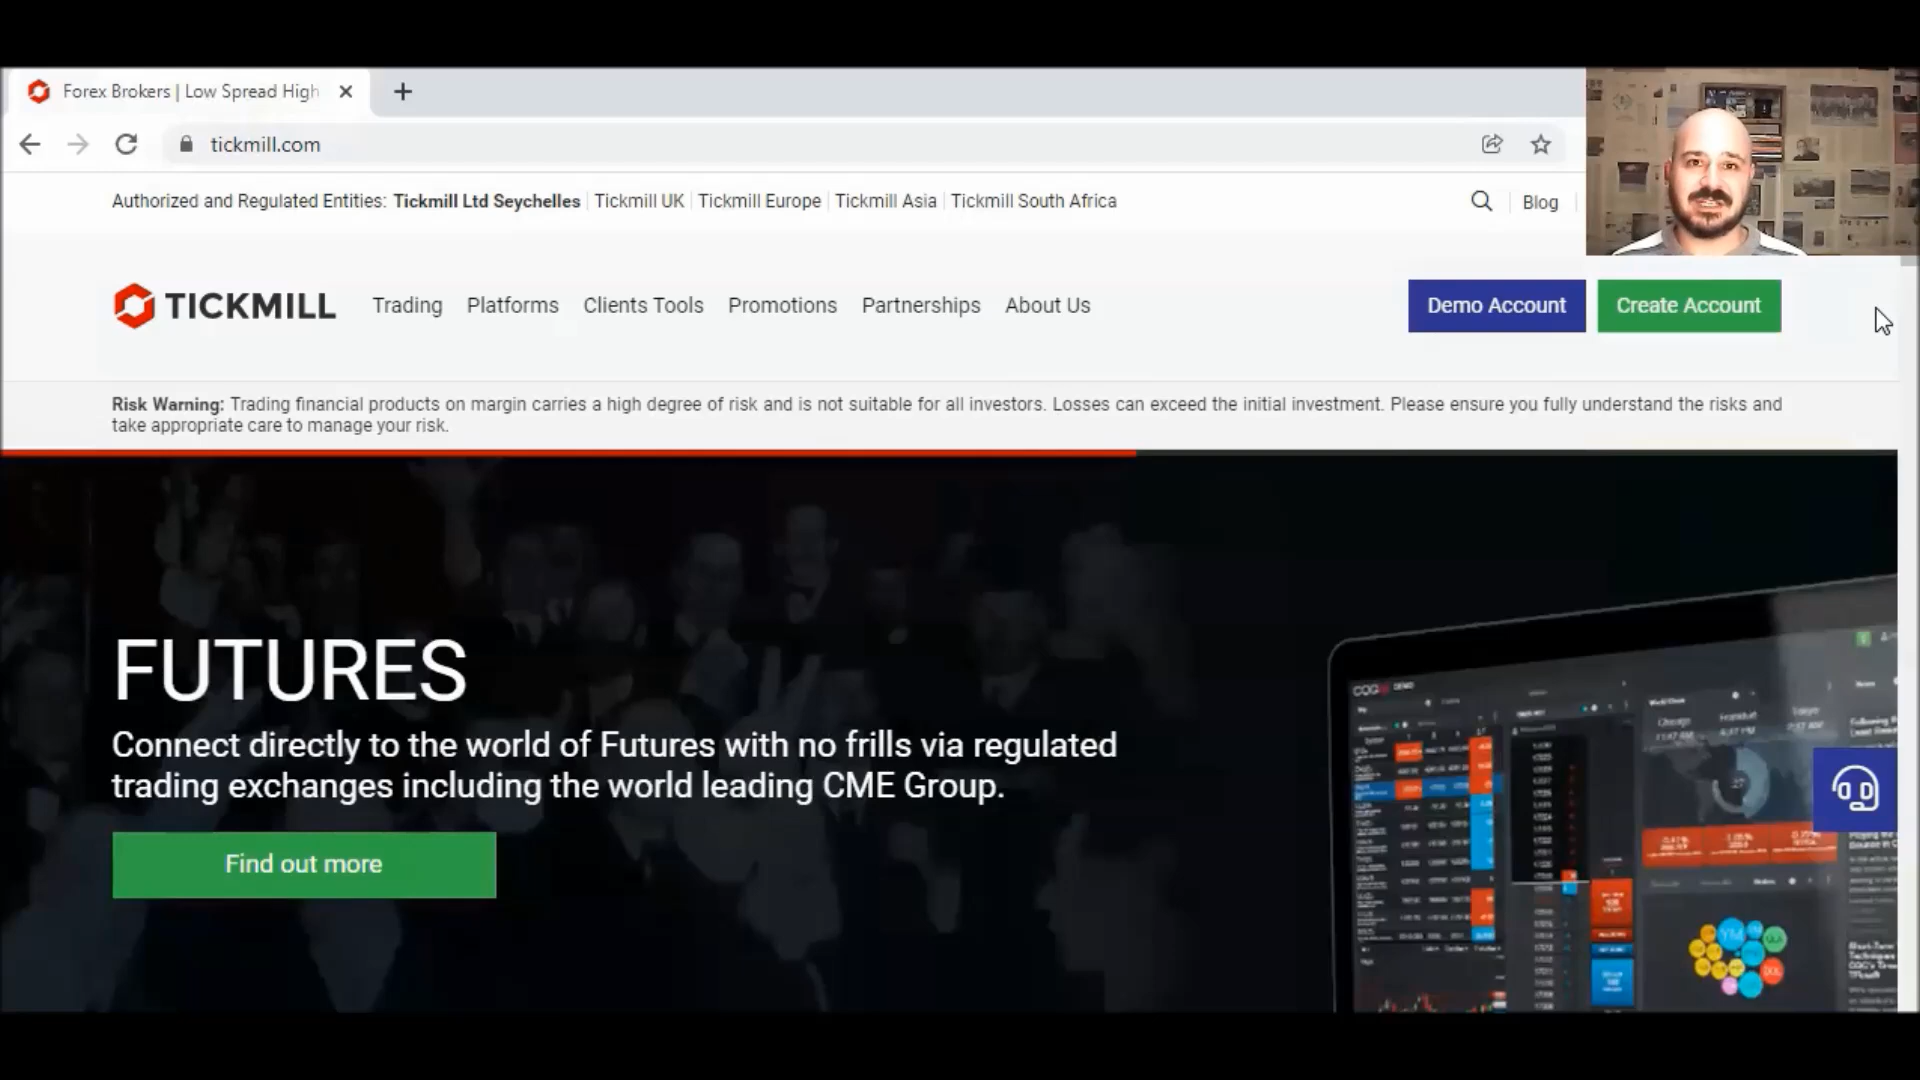 Forex Brokers | Low Spread High
tickmill.com
Authorized and Regulated Entities: Tickmill Ltd Seychelles | Tickmill UK | Tickmill Europe | Tickmill Asia | Tickmill South Africa
Blog
TICKMILL
Trading Platforms Clients Tools Promotions Partnerships About Us
Demo Account Create Account
Risk Warning: Trading financial products on margin carries a high degree of risk and is not suitable for all investors. Losses can exceed the initial investment. Please ensure you fully understand the risks and
take appropriate care to manage your risk.
FUTURES
Connect directly to the world of Futures with no frills via regulated
trading exchanges including the world leading CME Group.
Find out more